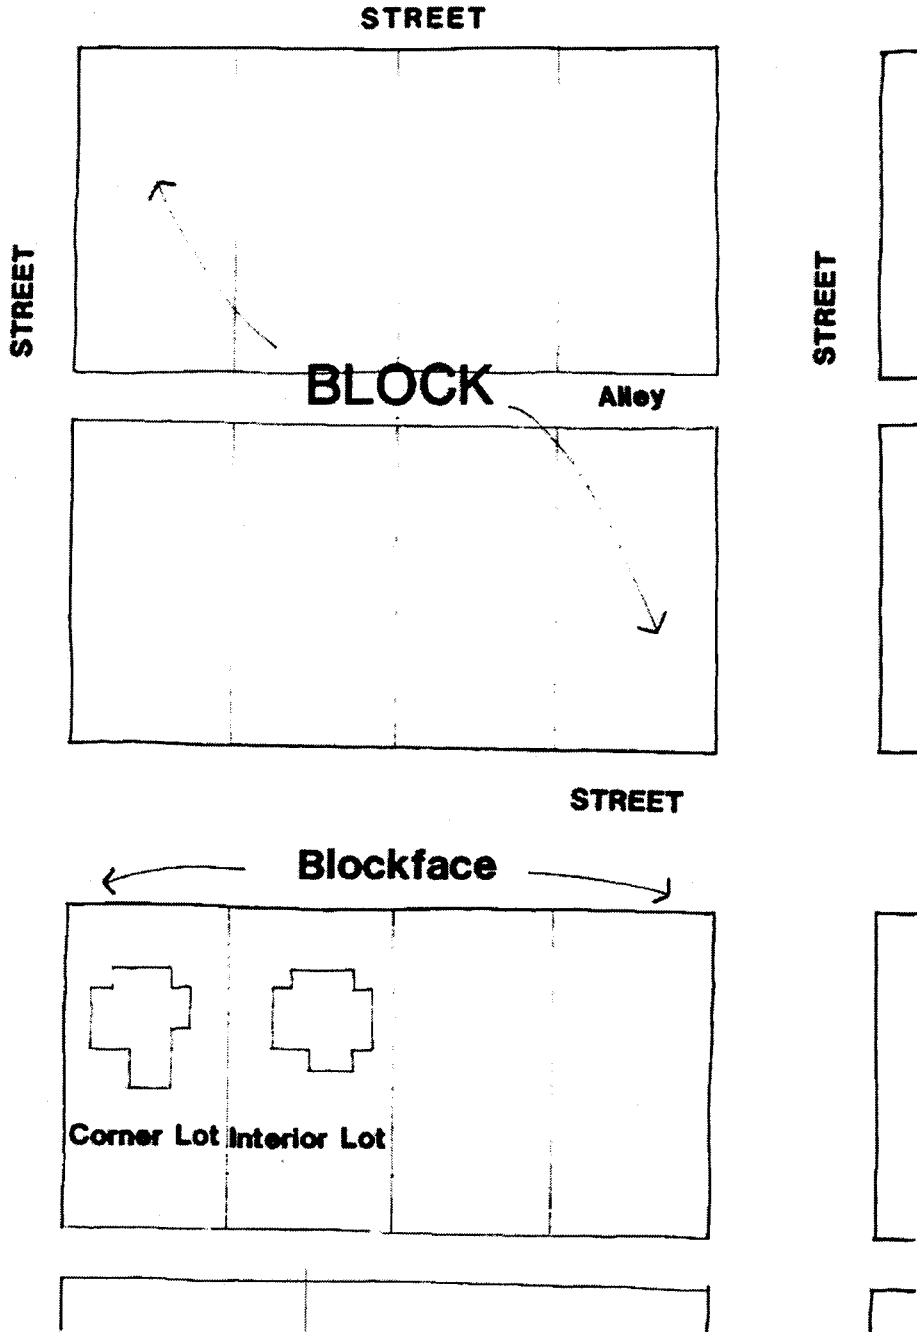 STREET
STREET
STREET
BLOCK
Alley
STREET
Blockface
Corner Lot
Interior Lot